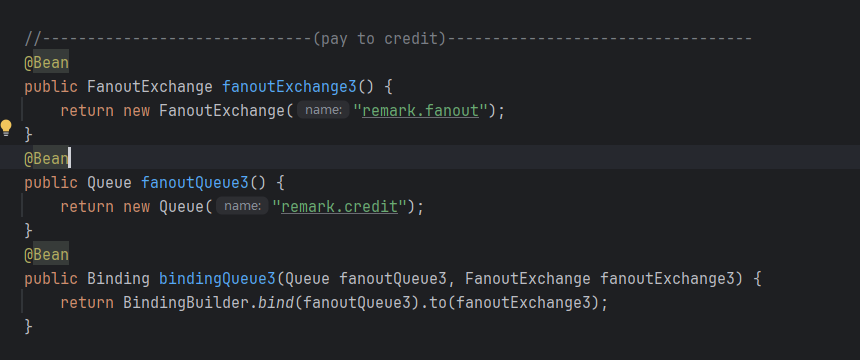 //------------------------------(pay to credit)----------------------------------
@Bean
public FanoutExchange fanoutExchange3() {
    return new FanoutExchange( name: "remark.fanout");
}
@Bean
public Queue fanoutQueue3() {
    return new Queue( name: "remark.credit");
}
@Bean
public Binding bindingQueue3(Queue fanoutQueue3, FanoutExchange fanoutExchange3) {
    return BindingBuilder.bind(fanoutQueue3).to(fanoutExchange3);
}